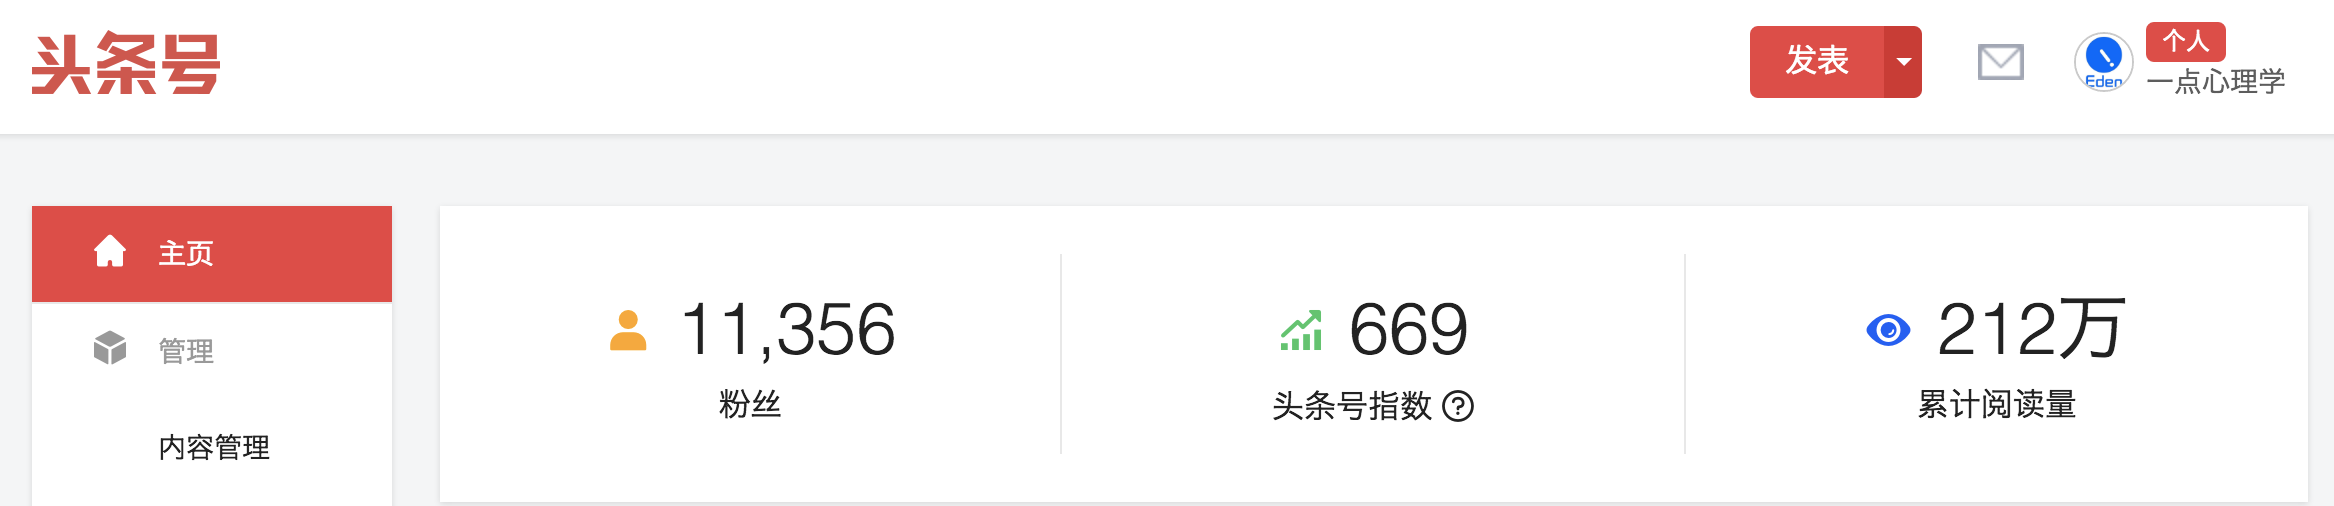 头条号
发表
Eden
个人
一点心理学
主页
管理
内容管理
11,356
粉丝
669
头条号指数
212万
累计阅读量